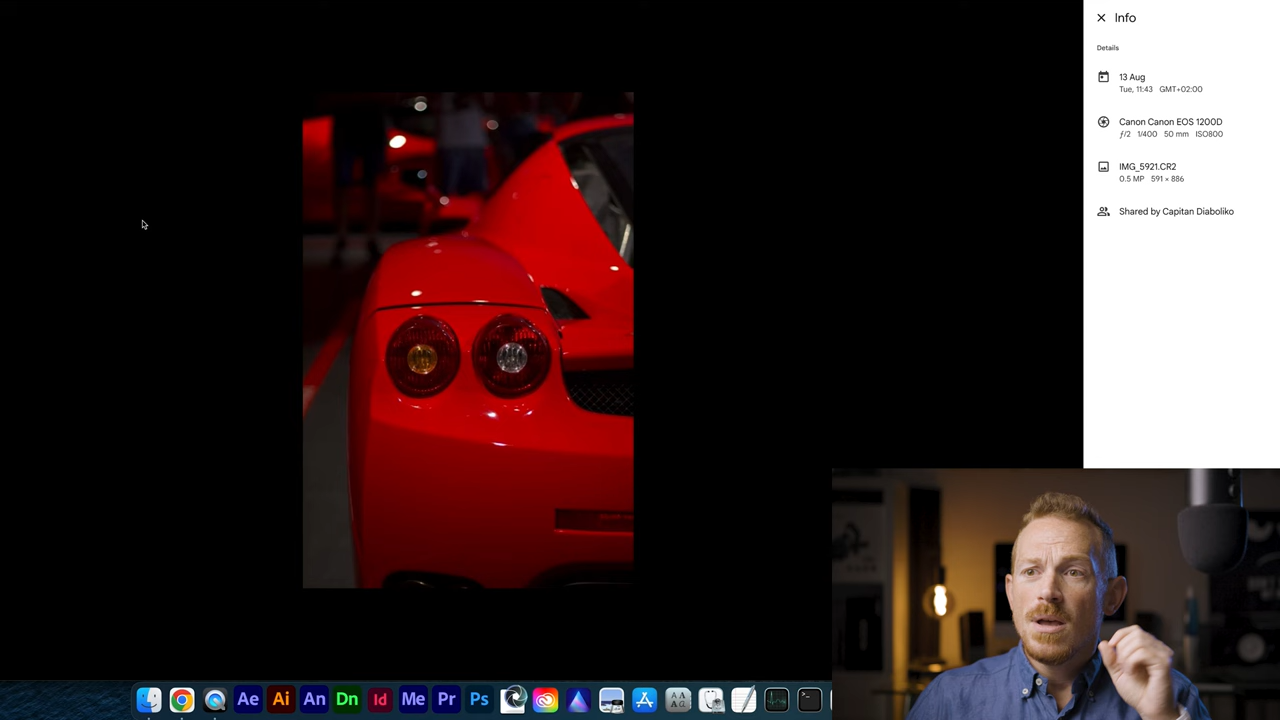 Info
Details
13 Aug
Tue, 11:43 GMT+02:00
Canon Canon EOS 1200D
ƒ/2 1/400 50 mm ISO800
IMG_5921.CR2
0.5 MP 591 × 886
Shared by Capitan Diaboliko
Ae Ai An Dn Id Me Pr Ps